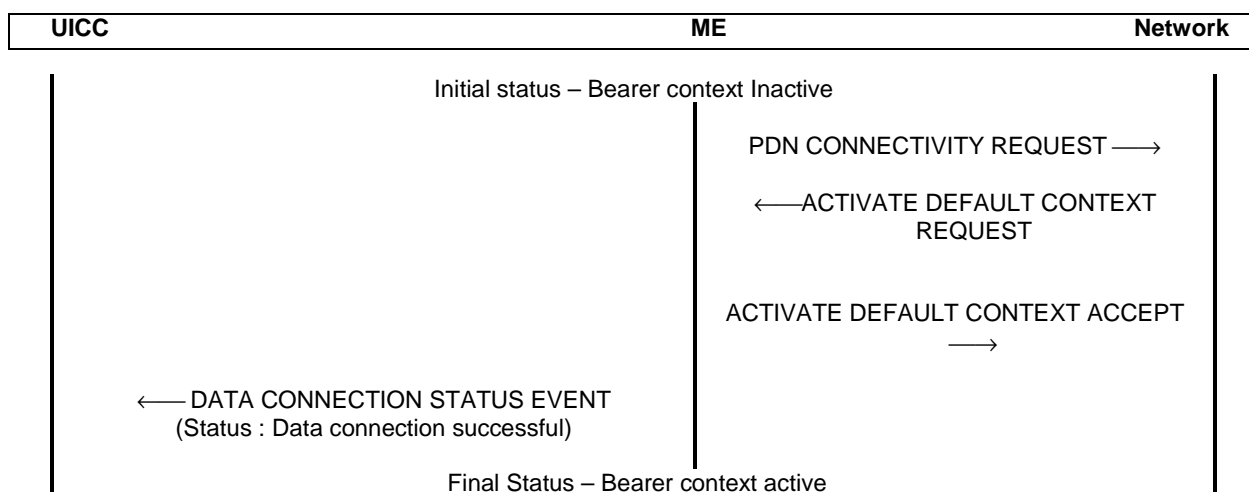 UICC ME Network
Initial status – Bearer context Inactive
PDN CONNECTIVITY REQUEST →
← ACTIVATE DEFAULT CONTEXT
REQUEST
ACTIVATE DEFAULT CONTEXT ACCEPT
→
← DATA CONNECTION STATUS EVENT
(Status : Data connection successful)
Final Status – Bearer context active